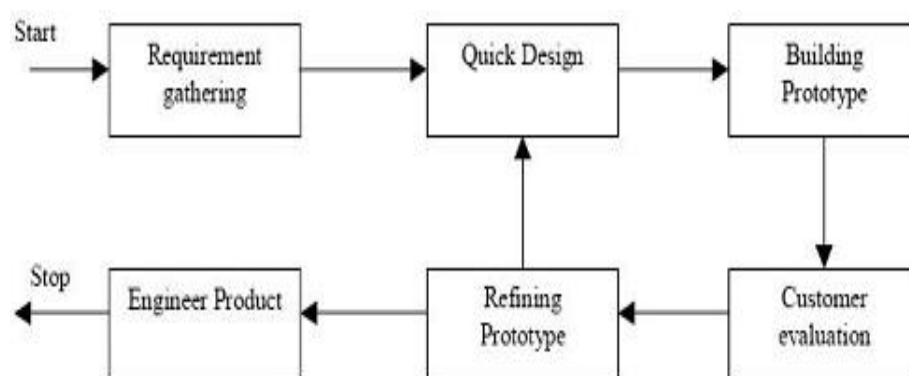 Start
Requirement
gathering
Quick Design
Building
Prototype
Stop
Engineer Product
Refining
Prototype
Customer
evaluation